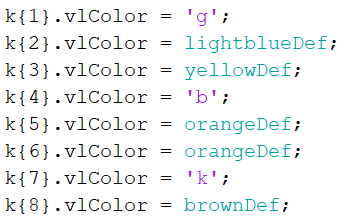 k{1}.vlColor = 'g';
k{2}.vlColor = lightblueDef;
k{3}.vlColor = yellowDef;
k{4}.vlColor = 'b';
k{5}.vlColor = orangeDef;
k{6}.vlColor = orangeDef;
k{7}.vlColor = 'k';
k{8}.vlColor = brownDef;